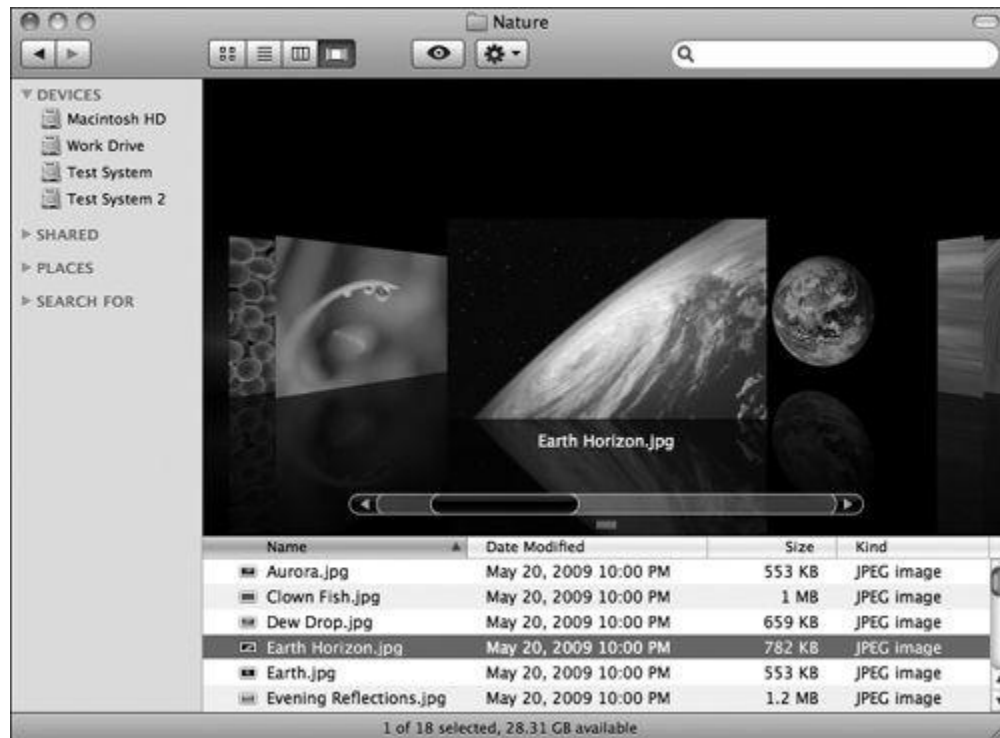 Nature
DEVICES
Macintosh HD
Work Drive
Test System
Test System 2
SHARED
PLACES
SEARCH FOR
Earth Horizon.jpg
Name Date Modified Size Kind
Aurora.jpg May 20, 2009 10:00 PM 553 KB JPEG image
Clown Fish.jpg May 20, 2009 10:00 PM 1 MB JPEG image
Dew Drop.jpg May 20, 2009 10:00 PM 659 KB JPEG image
Earth Horizon.jpg May 20, 2009 10:00 PM 782 KB JPEG image
Earth.jpg May 20, 2009 10:00 PM 553 KB JPEG image
Evening Reflections.jpg May 20, 2009 10:00 PM 1.2 MB JPEG image
1 of 18 selected, 28.31 GB available